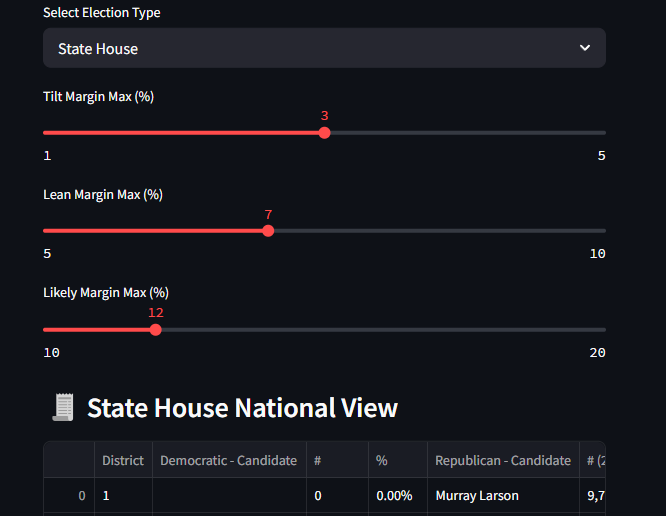 Select Election Type
State House
Tilt Margin Max (%)
3
1 5
Lean Margin Max (%)
7
5 10
Likely Margin Max (%)
12
10 20
State House National View
District Democratic - Candidate # % Republican - Candidate # (2
0 1 0 0.00% Murray Larson 9,7